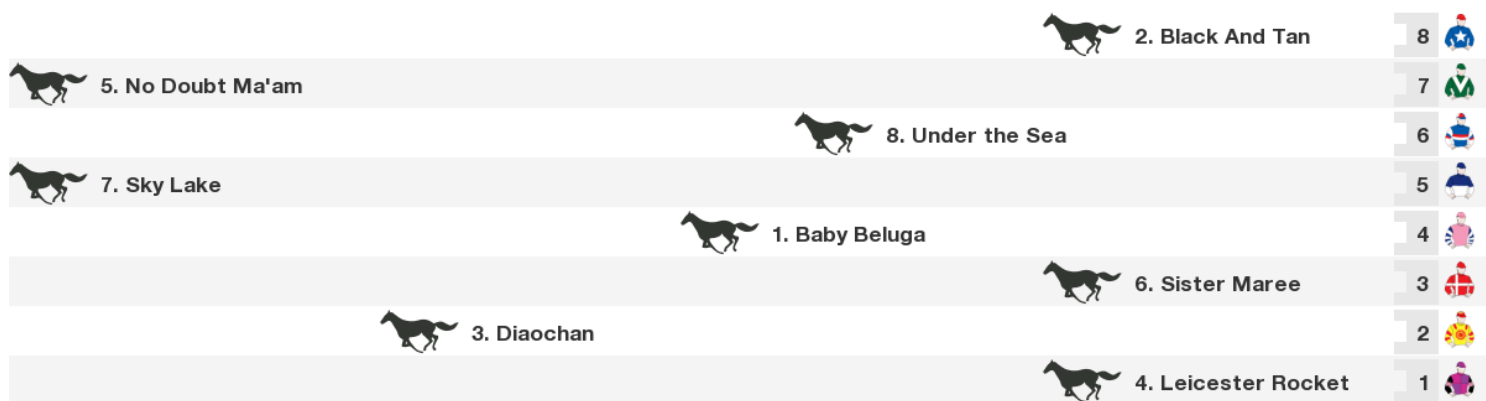 2. Black And Tan 8
5. No Doubt Ma'am 7
8. Under the Sea 6
7. Sky Lake 5
1. Baby Beluga 4
6. Sister Maree 3
3. Diaochan 2
4. Leicester Rocket 1